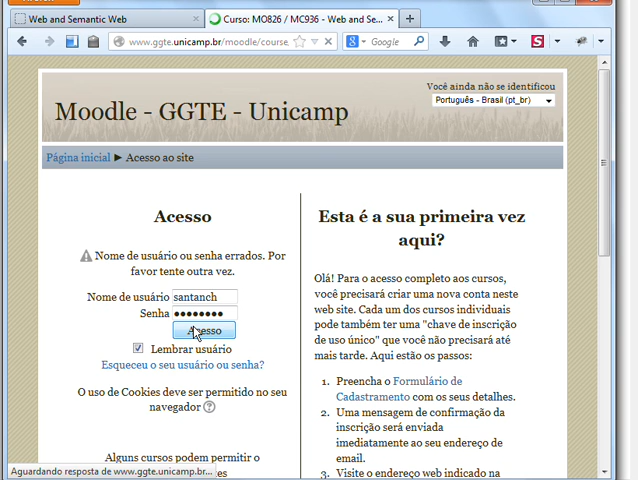 Web and Semantic Web
Curso: MO826 / MC936 - Web and Se...
www.ggte.unicamp.br/moodle/course
Google
Você ainda não se identificou
Português - Brasil (pt_br)
Moodle - GGTE - Unicamp
Página inicial ► Acesso ao site
Acesso
Nome de usuário ou senha errados. Por
favor tente outra vez.
Nome de usuário santanch
Senha ●●●●●●●●
Acesso
Lembrar usuário
Esqueceu o seu usuário ou senha?
O uso de Cookies deve ser permitido no seu
navegador
Alguns cursos podem permitir o
Esta é a sua primeira vez
aqui?
Olá! Para o acesso completo aos cursos,
você precisará criar uma nova conta neste
web site. Cada um dos cursos individuais
pode também ter uma "chave de inscrição
de uso único" que você não precisará até
mais tarde. Aqui estão os passos:
1. Preencha o Formulário de
Cadastramento com os seus detalhes.
2. Uma mensagem de confirmação da
inscrição será enviada
imediatamente ao seu endereço de
email.
3. Visite o endereço web indicado na
Aguardando resposta de www.ggte.unicamp.br...